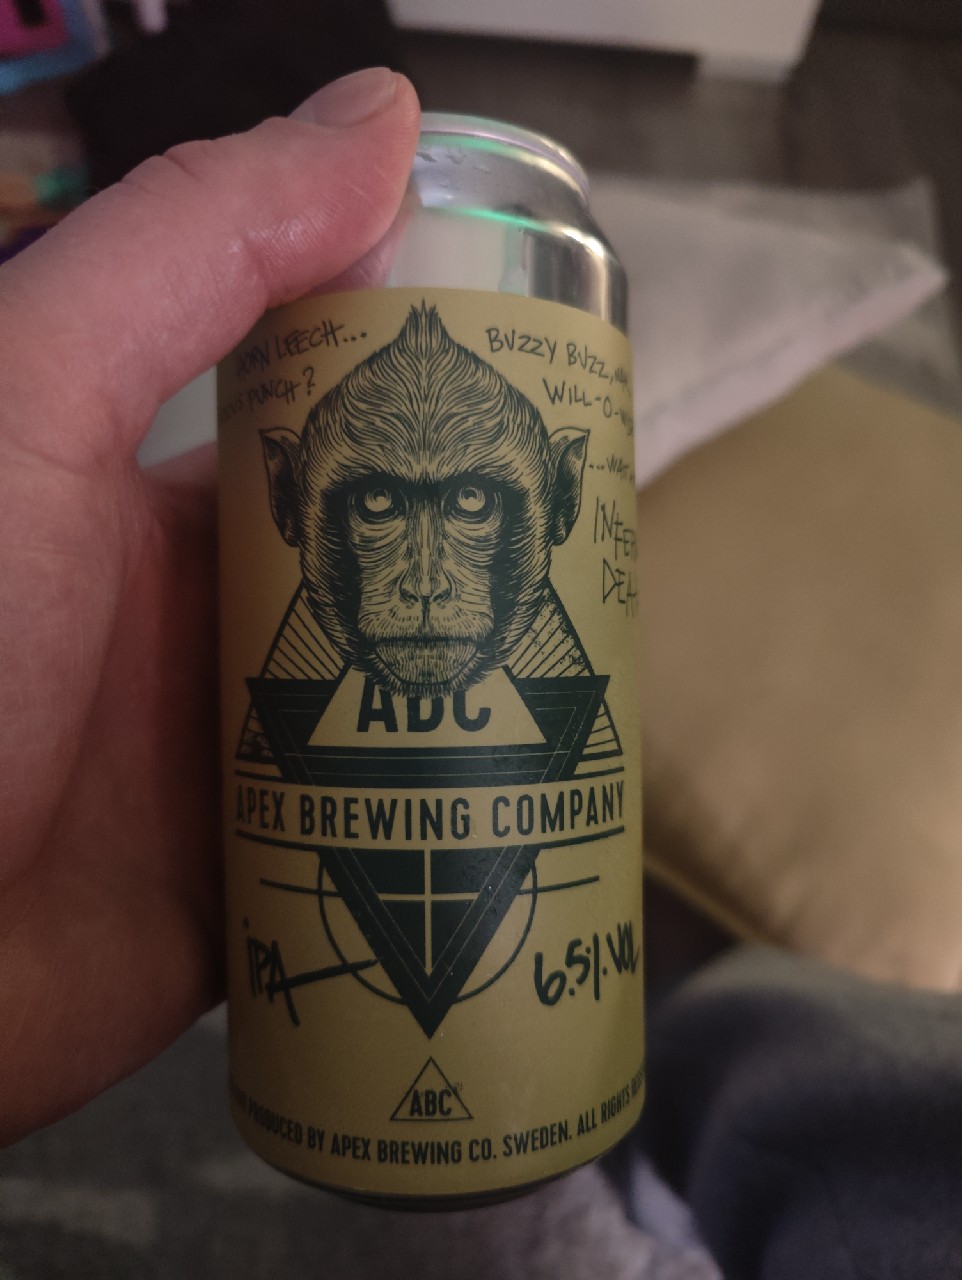 LEECH...
PUNCH?
BUZZY BUZZ,
WILL-O-
...WAIT
ABC
APEX BREWING COMPANY
IPA
6.5% VOL
ABC
PRODUCED BY APEX BREWING CO. SWEDEN. ALL RIGHTS